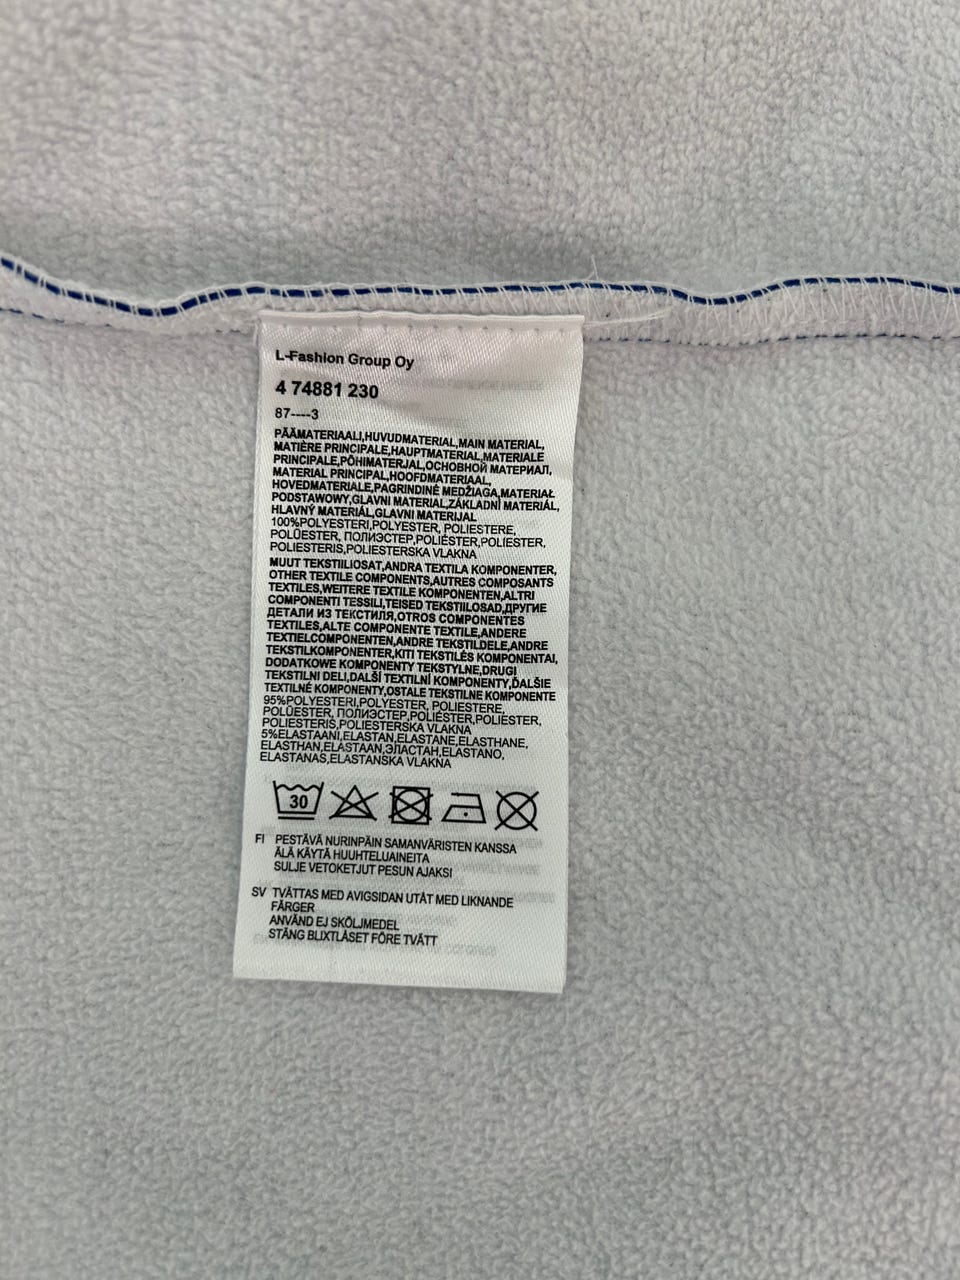 L-Fashion Group Oy
4 74881 230
87----3
PÄÄMATERIAALI,HUVUDMATERIAL,MAIN MATERIAL,
MATIÈRE PRINCIPALE,HAUPTMATERIAL,MATERIALE
PRINCIPALE,PÕHIMATERJAL,ОСНОВНОЙ МАТЕРИАЛ,
MATERIAL PRINCIPAL,HOOFDMATERIAAL,
HOVEDMATERIALE,PAGRINDINĖ MEDŽIAGA,MATERIAŁ
PODSTAWOWY,GLAVNI MATERIAL,ZÁKLADNÍ MATERIÁL,
HLAVNÝ MATERIÁL,GLAVNI MATERIJAL
100%POLYESTERI,POLYESTER, POLIESTERE,
POLÜESTER, ПОЛИЭСТЕР,POLIÉSTER,POLIESTER,
POLIESTERIS,POLIESTERSKA VLAKNA
MUUT TEKSTIILIOSAT,ANDRA TEXTILA KOMPONENTER,
OTHER TEXTILE COMPONENTS,AUTRES COMPOSANTS
TEXTILES,WEITERE TEXTILE KOMPONENTEN,ALTRI
COMPONENTI TESSILI,TEISED TEKSTIILOSAD,ДРУГИЕ
ДЕТАЛИ ИЗ ТЕКСТИЛЯ,OTROS COMPONENTES
TEXTILES,ALTE COMPONENTE TEXTILE,ANDERE
TEXTIELCOMPONENTEN,ANDRE TEKSTILDELE,ANDRE
TEKSTILKOMPONENTER,KITI TEKSTILĖS KOMPONENTAI,
DODATKOWE KOMPONENTY TEKSTYLNE,DRUGI
TEKSTILNI DELI,DALŠÍ TEXTILNÍ KOMPONENTY,ĎALŠIE
TEXTILNÉ KOMPONENTY,OSTALE TEKSTILNE KOMPONENTE
95%POLYESTERI,POLYESTER, POLIESTERE,
POLÜESTER, ПОЛИЭСТЕР,POLIÉSTER,POLIESTER,
POLIESTERIS,POLIESTERSKA VLAKNA
5%ELASTAANI,ELASTAN,ELASTANE,ELASTHANE,
ELASTHAN,ELASTAAN,ЭЛАСТАН,ELASTANO,
ELASTANAS,ELASTANSKA VLAKNA
30
FI PESTÄVÄ NURINPÄIN SAMANVÄRISTEN KANSSA
ÄLÄ KÄYTÄ HUUHTELUAINEITA
SULJE VETOKETJUT PESUN AJAKSI
SV TVÄTTAS MED AVIGSIDAN UTÅT MED LIKNANDE
FÄRGER
ANVÄND EJ SKÖLJMEDEL
STÄNG BLIXTLÅSET FÖRE TVÄTT